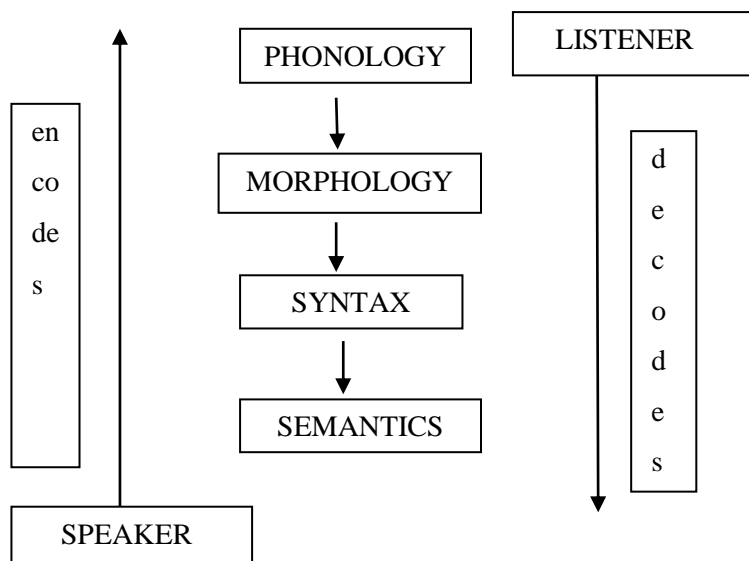 LISTENER
PHONOLOGY
en
co
de
s
d
e
c
o
d
e
s
MORPHOLOGY
SYNTAX
SEMANTICS
SPEAKER